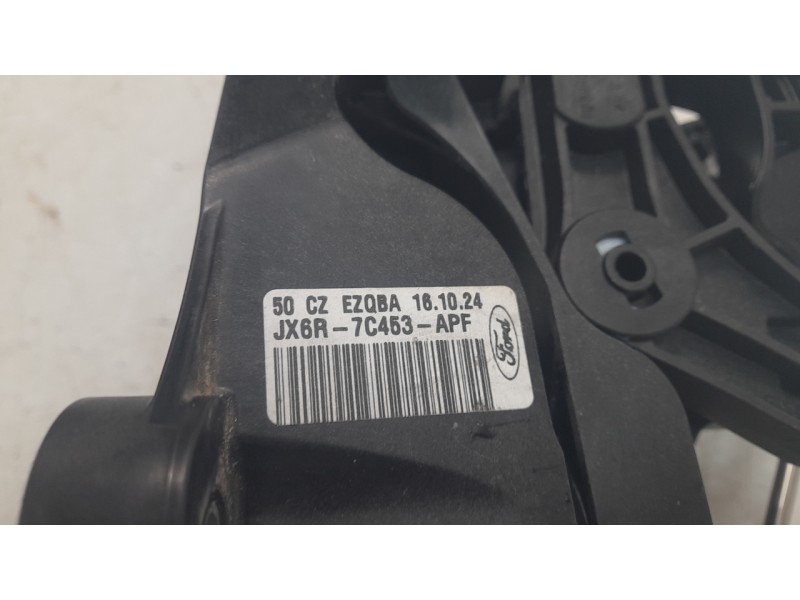 50 CZ EZQBA 16.10.24
JX6R-7C453-APF
Ford